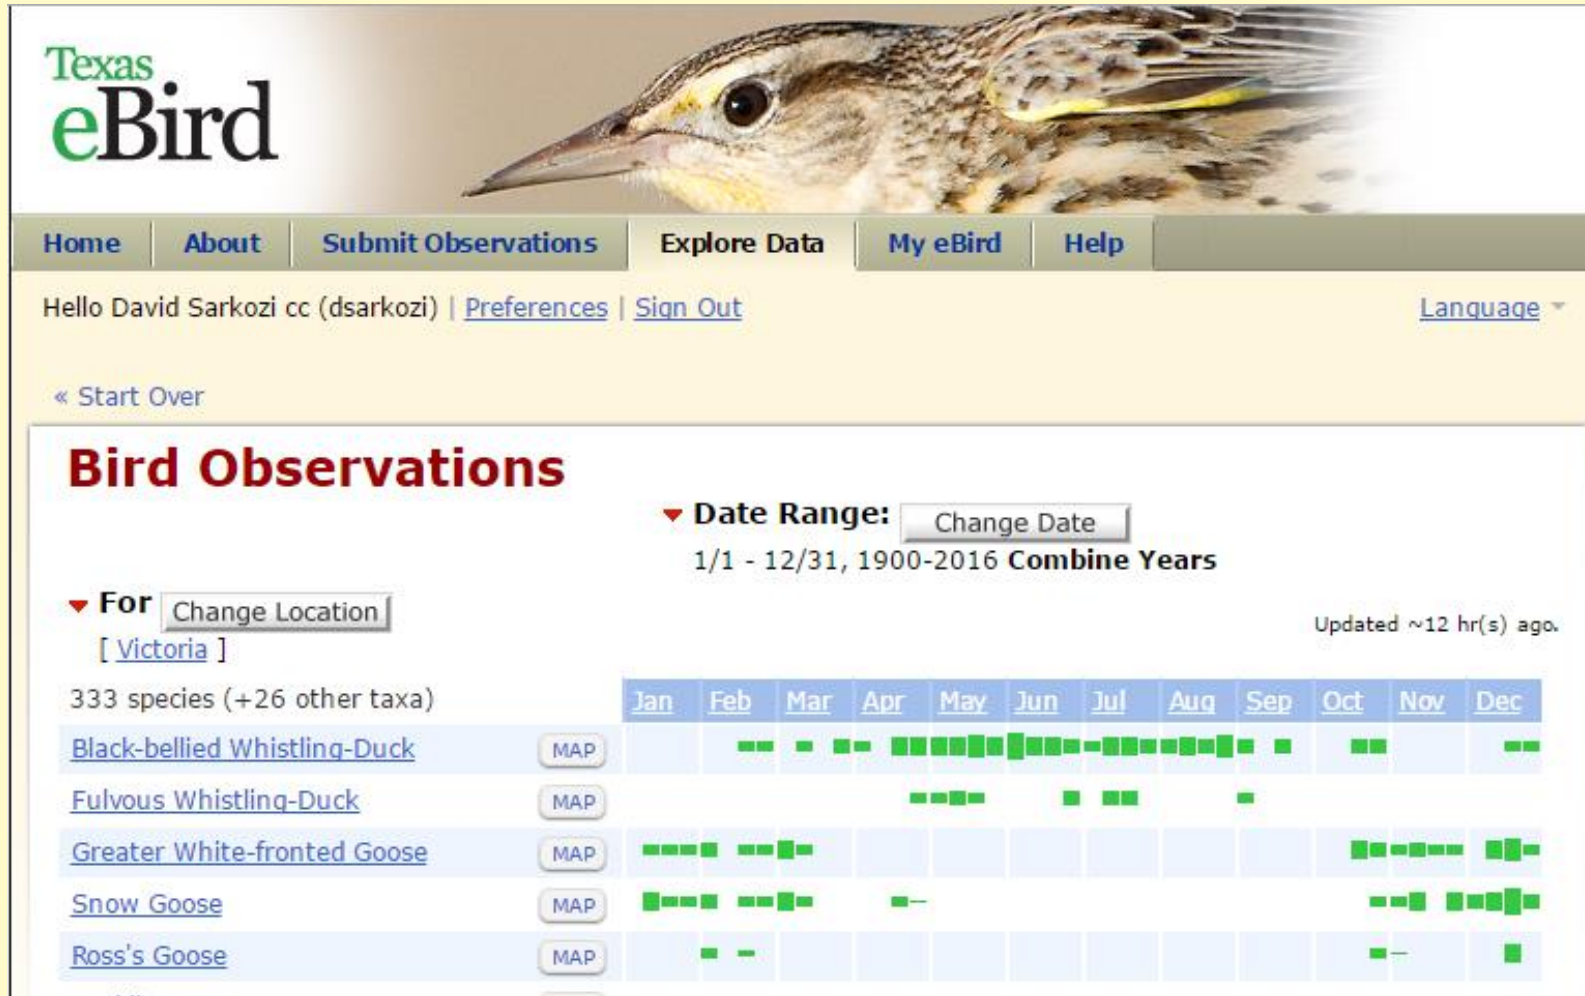 Texas
eBird
Home About Submit Observations Explore Data My eBird Help
Hello David Sarkozi cc (dsarkozi) | Preferences | Sign Out Language
« Start Over
Bird Observations
Date Range: Change Date
1/1 - 12/31, 1900-2016 Combine Years
For Change Location
[ Victoria ]
Updated ~12 hr(s) ago.
333 species (+26 other taxa) Jan Feb Mar Apr May Jun Jul Aug Sep Oct Nov Dec
Black-bellied Whistling-Duck MAP
Fulvous Whistling-Duck MAP
Greater White-fronted Goose MAP
Snow Goose MAP
Ross's Goose MAP